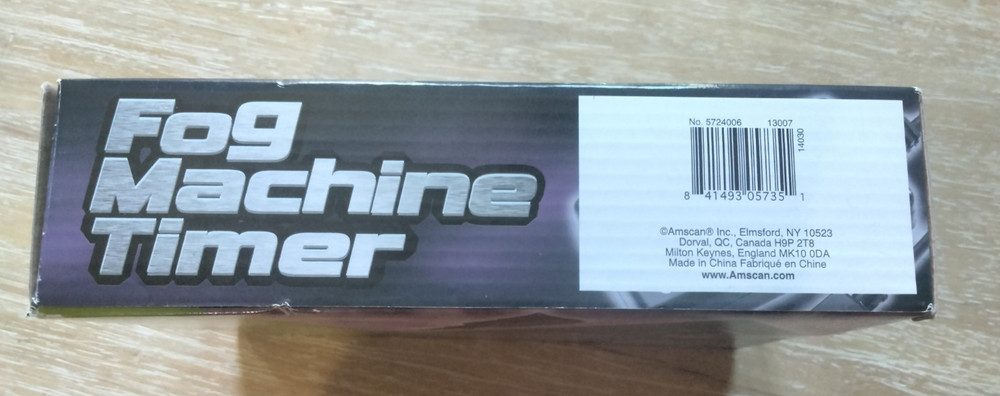 Fog
Machine
Timer
No. 5724006 13007
14030
8 41493 05735 1
©Amscan® Inc., Elmsford, NY 10523
Dorval, QC, Canada H9P 2T8
Milton Keynes, England MK10 0DA
Made in China Fabriqué en Chine
www.Amscan.com